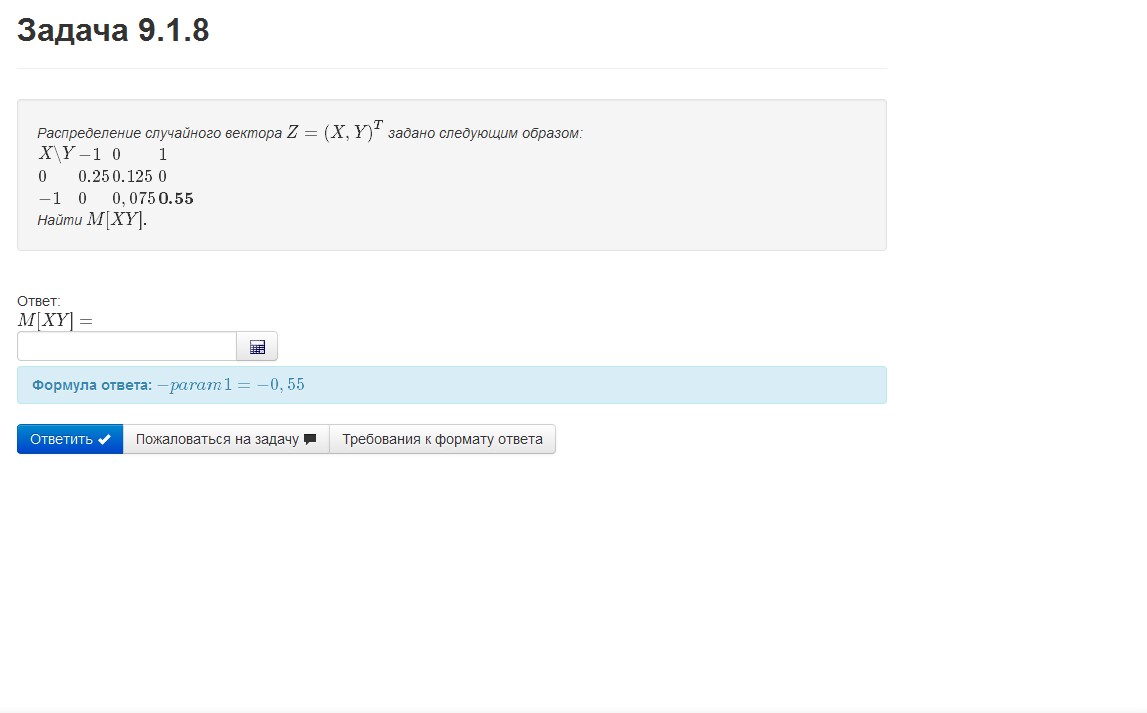 Задача 9.1.8
Распределение случайного вектора Z = (X, Y)^T задано следующим образом:
X\Y −1 0 1
0 0.25 0.125 0
−1 0 0,075 0.55
Найти M[XY].
Ответ:
M[XY] =
Формула ответа: −param1 = −0,55
Ответить
Пожаловаться на задачу
Требования к формату ответа